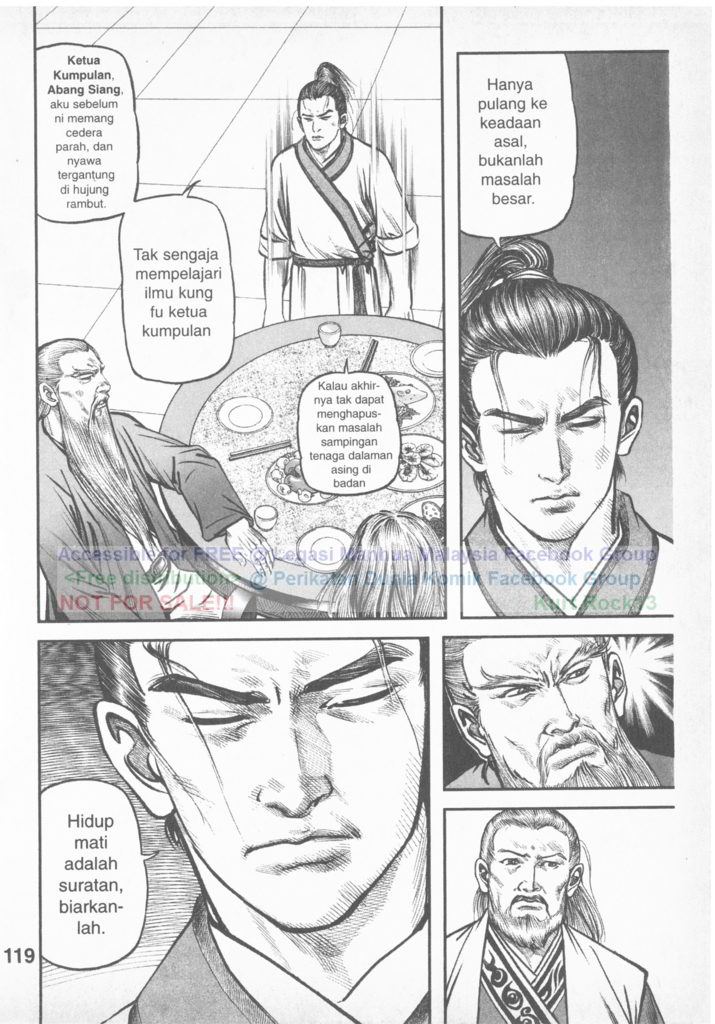 Ketua
Kumpulan,
Abang Siang,
aku sebelum
ni memang
cedera
parah, dan
nyawa
tergantung
di hujung
rambut.
Tak sengaja
mempelajari
ilmu kung
fu ketua
kumpulan
Kalau akhir-
nya tak dapat
menghapus-
kan masalah
sampingan
tenaga dalaman
asing di
badan
Hanya
pulang ke
keadaan
asal,
bukanlah
masalah
besar.
Accessible for FREE @ Legasi Manhua Malaysia Facebook Group
<Free distribution> @ Perikatan Dunia Komik Facebook Group
NOT FOR SALE!!! Kurt Rock13
Hidup
mati
adalah
suratan,
biarkan-
lah.
119